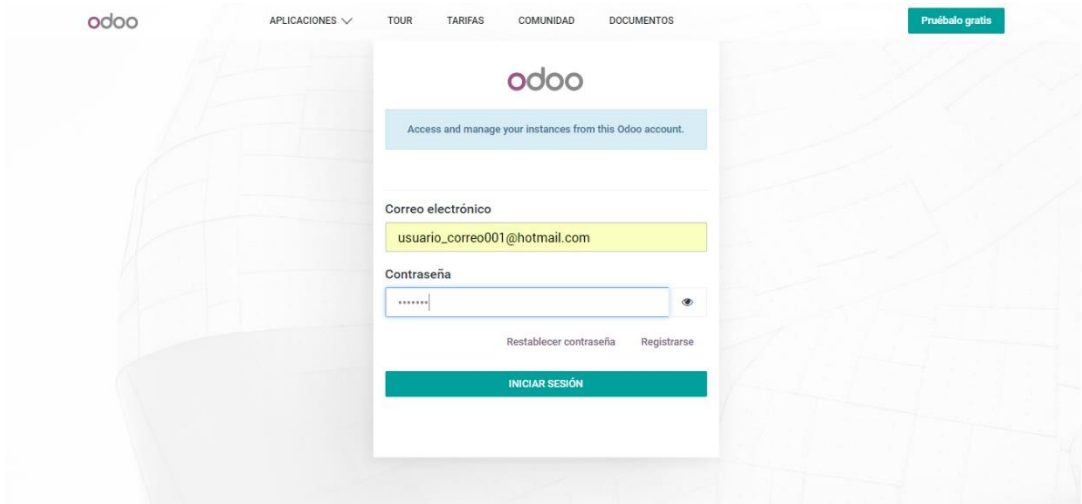 odoo APLICACIONES TOUR TARIFAS COMUNIDAD DOCUMENTOS Pruébalo gratis
odoo
Access and manage your instances from this Odoo account.
Correo electrónico
usuario_correo001@hotmail.com
Contraseña
•••••••
Restablecer contraseña Registrarse
INICIAR SESIÓN